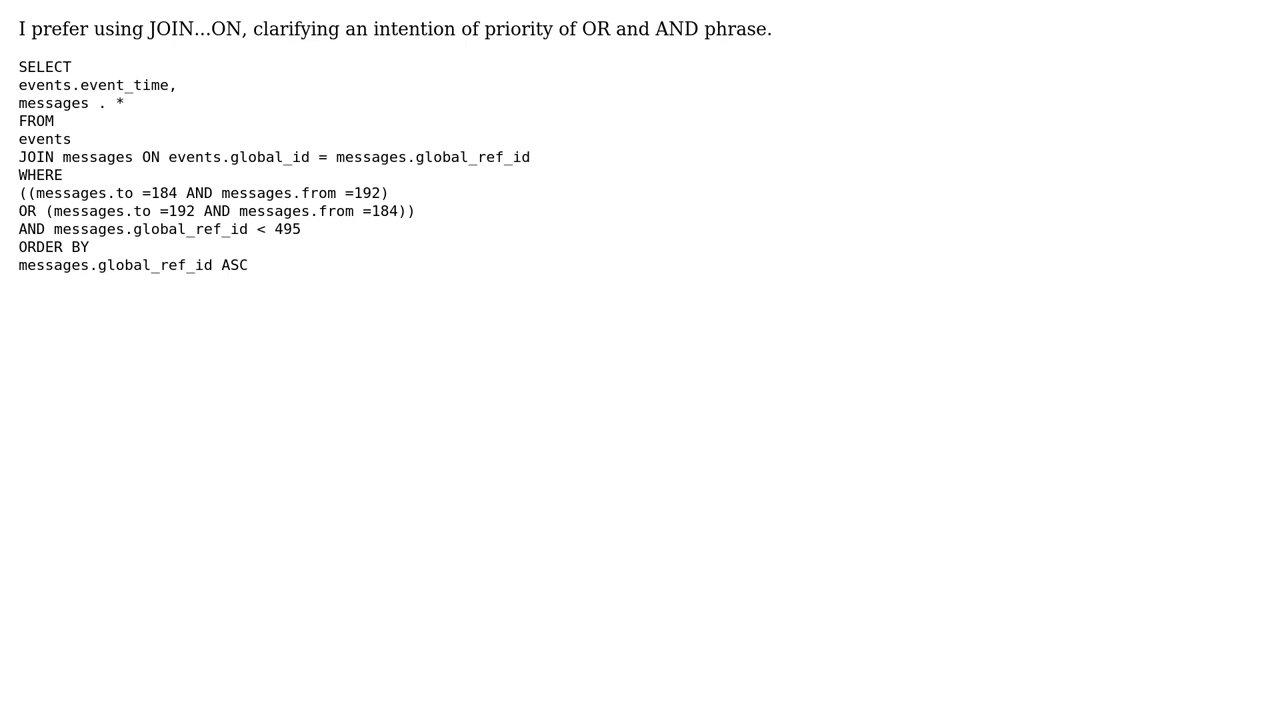 I prefer using JOIN...ON, clarifying an intention of priority of OR and AND phrase.
SELECT
events.event_time,
messages . *
FROM
events
JOIN messages ON events.global_id = messages.global_ref_id
WHERE
((messages.to =184 AND messages.from =192)
OR (messages.to =192 AND messages.from =184))
AND messages.global_ref_id < 495
ORDER BY
messages.global_ref_id ASC